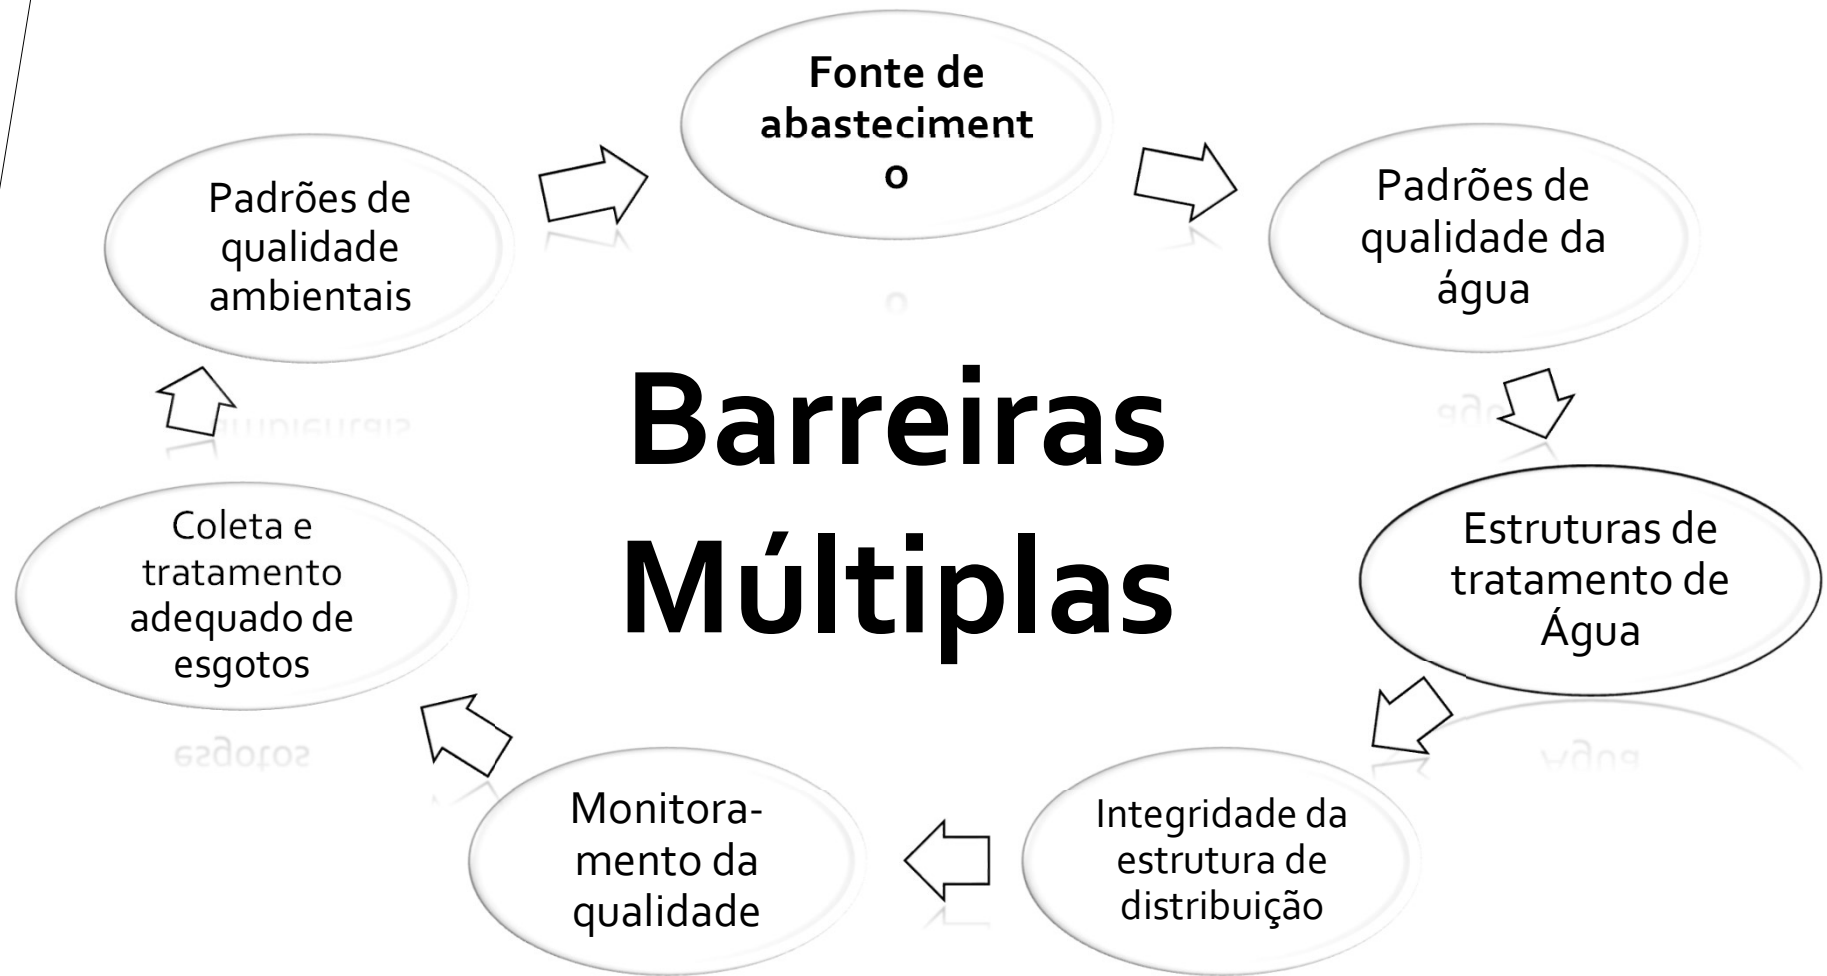 Fonte de
abasteciment
o
Padrões de
qualidade da
água
Estruturas de
tratamento de
Água
Integridade da
estrutura de
distribuição
Monitora-
mento da
qualidade
Coleta e
tratamento
adequado de
esgotos
Padrões de
qualidade
ambientais
Barreiras
Múltiplas